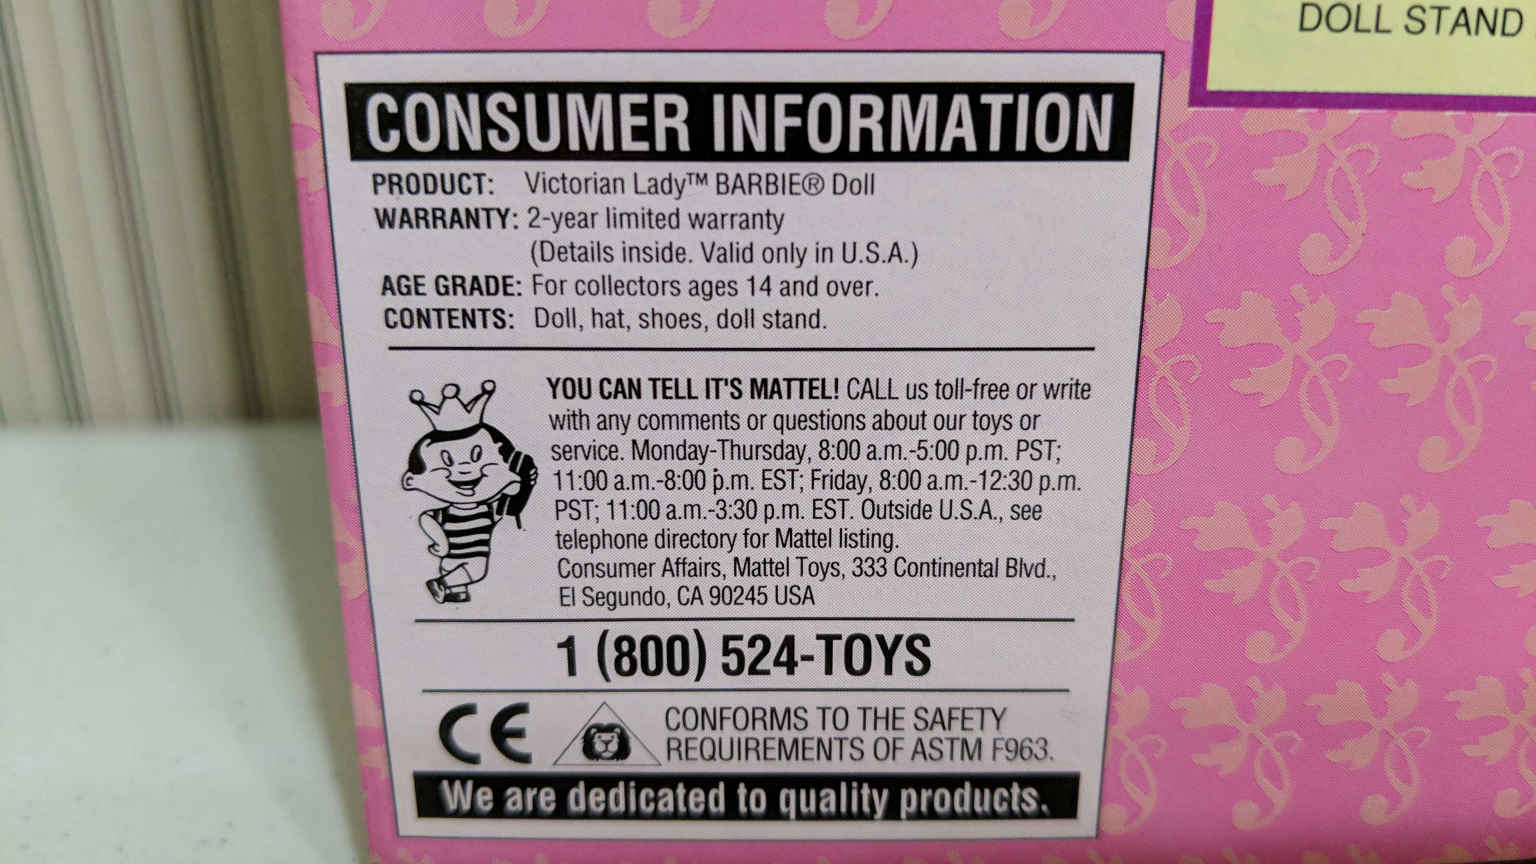 DOLL STAND
CONSUMER INFORMATION
PRODUCT: Victorian Lady™ BARBIE® Doll
WARRANTY: 2-year limited warranty
(Details inside. Valid only in U.S.A.)
AGE GRADE: For collectors ages 14 and over.
CONTENTS: Doll, hat, shoes, doll stand.
YOU CAN TELL IT'S MATTEL! CALL us toll-free or write
with any comments or questions about our toys or
service. Monday-Thursday, 8:00 a.m.-5:00 p.m. PST;
11:00 a.m.-8:00 p.m. EST; Friday, 8:00 a.m.-12:30 p.m.
PST; 11:00 a.m.-3:30 p.m. EST. Outside U.S.A., see
telephone directory for Mattel listing.
Consumer Affairs, Mattel Toys, 333 Continental Blvd.,
El Segundo, CA 90245 USA
1 (800) 524-TOYS
CE
CONFORMS TO THE SAFETY
REQUIREMENTS OF ASTM F963.
We are dedicated to quality products.